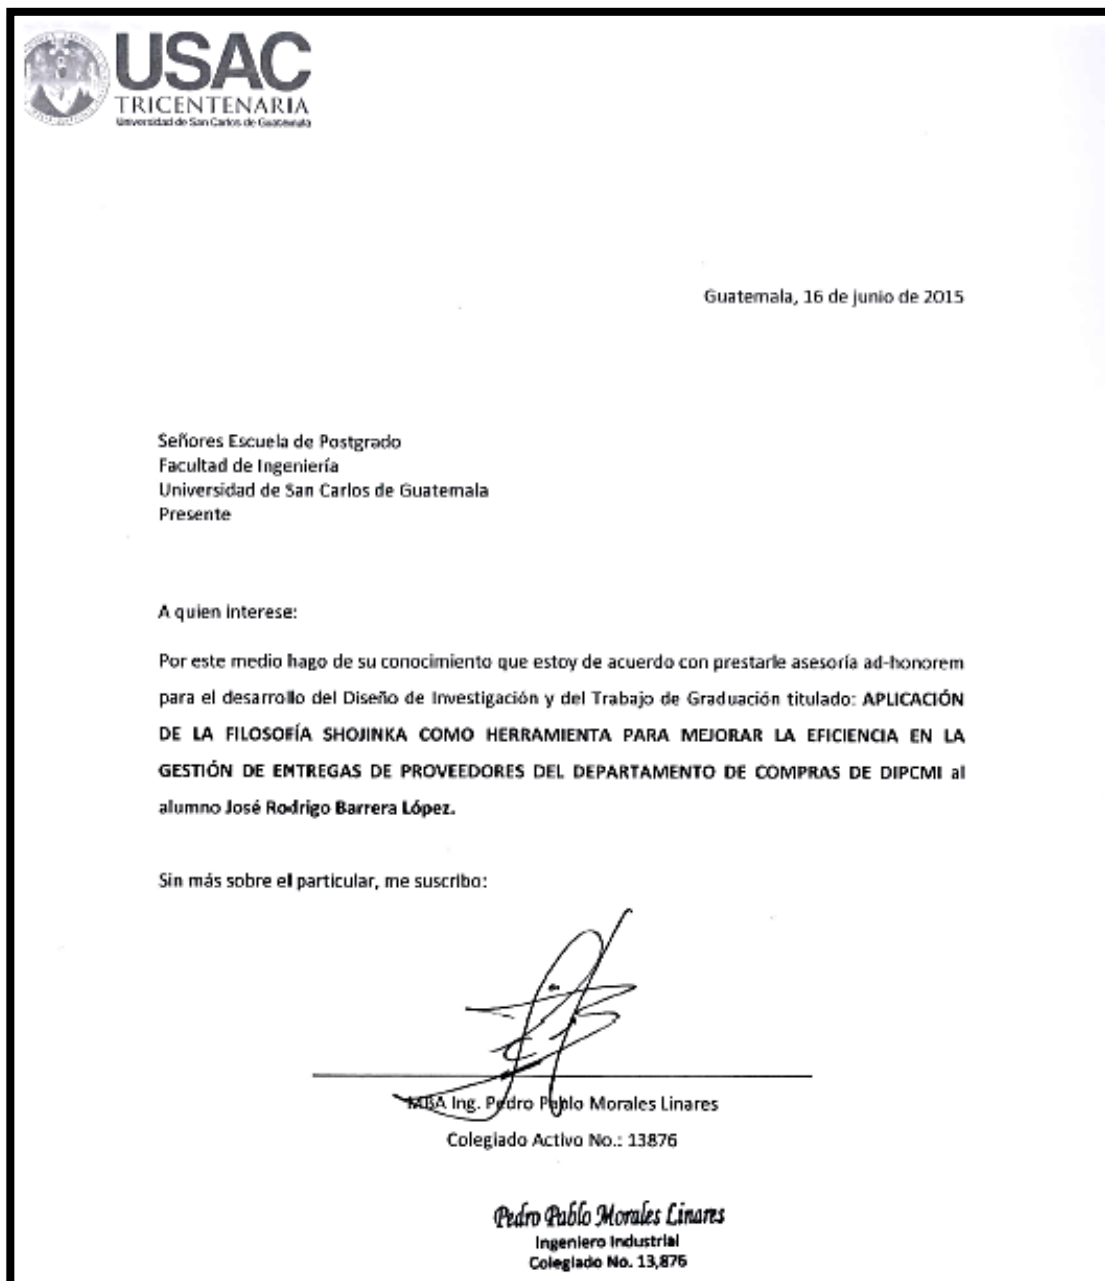 USAC
TRICENTENARIA
Universidad de San Carlos de Guatemala
Guatemala, 16 de junio de 2015
Señores Escuela de Postgrado
Facultad de Ingeniería
Universidad de San Carlos de Guatemala
Presente
A quien interese:
Por este medio hago de su conocimiento que estoy de acuerdo con prestarle asesoría ad-honorem
para el desarrollo del Diseño de Investigación y del Trabajo de Graduación titulado: APLICACIÓN
DE LA FILOSOFÍA SHOJINKA COMO HERRAMIENTA PARA MEJORAR LA EFICIENCIA EN LA
GESTIÓN DE ENTREGAS DE PROVEEDORES DEL DEPARTAMENTO DE COMPRAS DE DIPCMI al
alumno José Rodrigo Barrera López.
Sin más sobre el particular, me suscribo:
MBA Ing. Pedro Pablo Morales Linares
Colegiado Activo No.: 13876
Pedro Pablo Morales Linares
Ingeniero Industrial
Colegiado No. 13,876